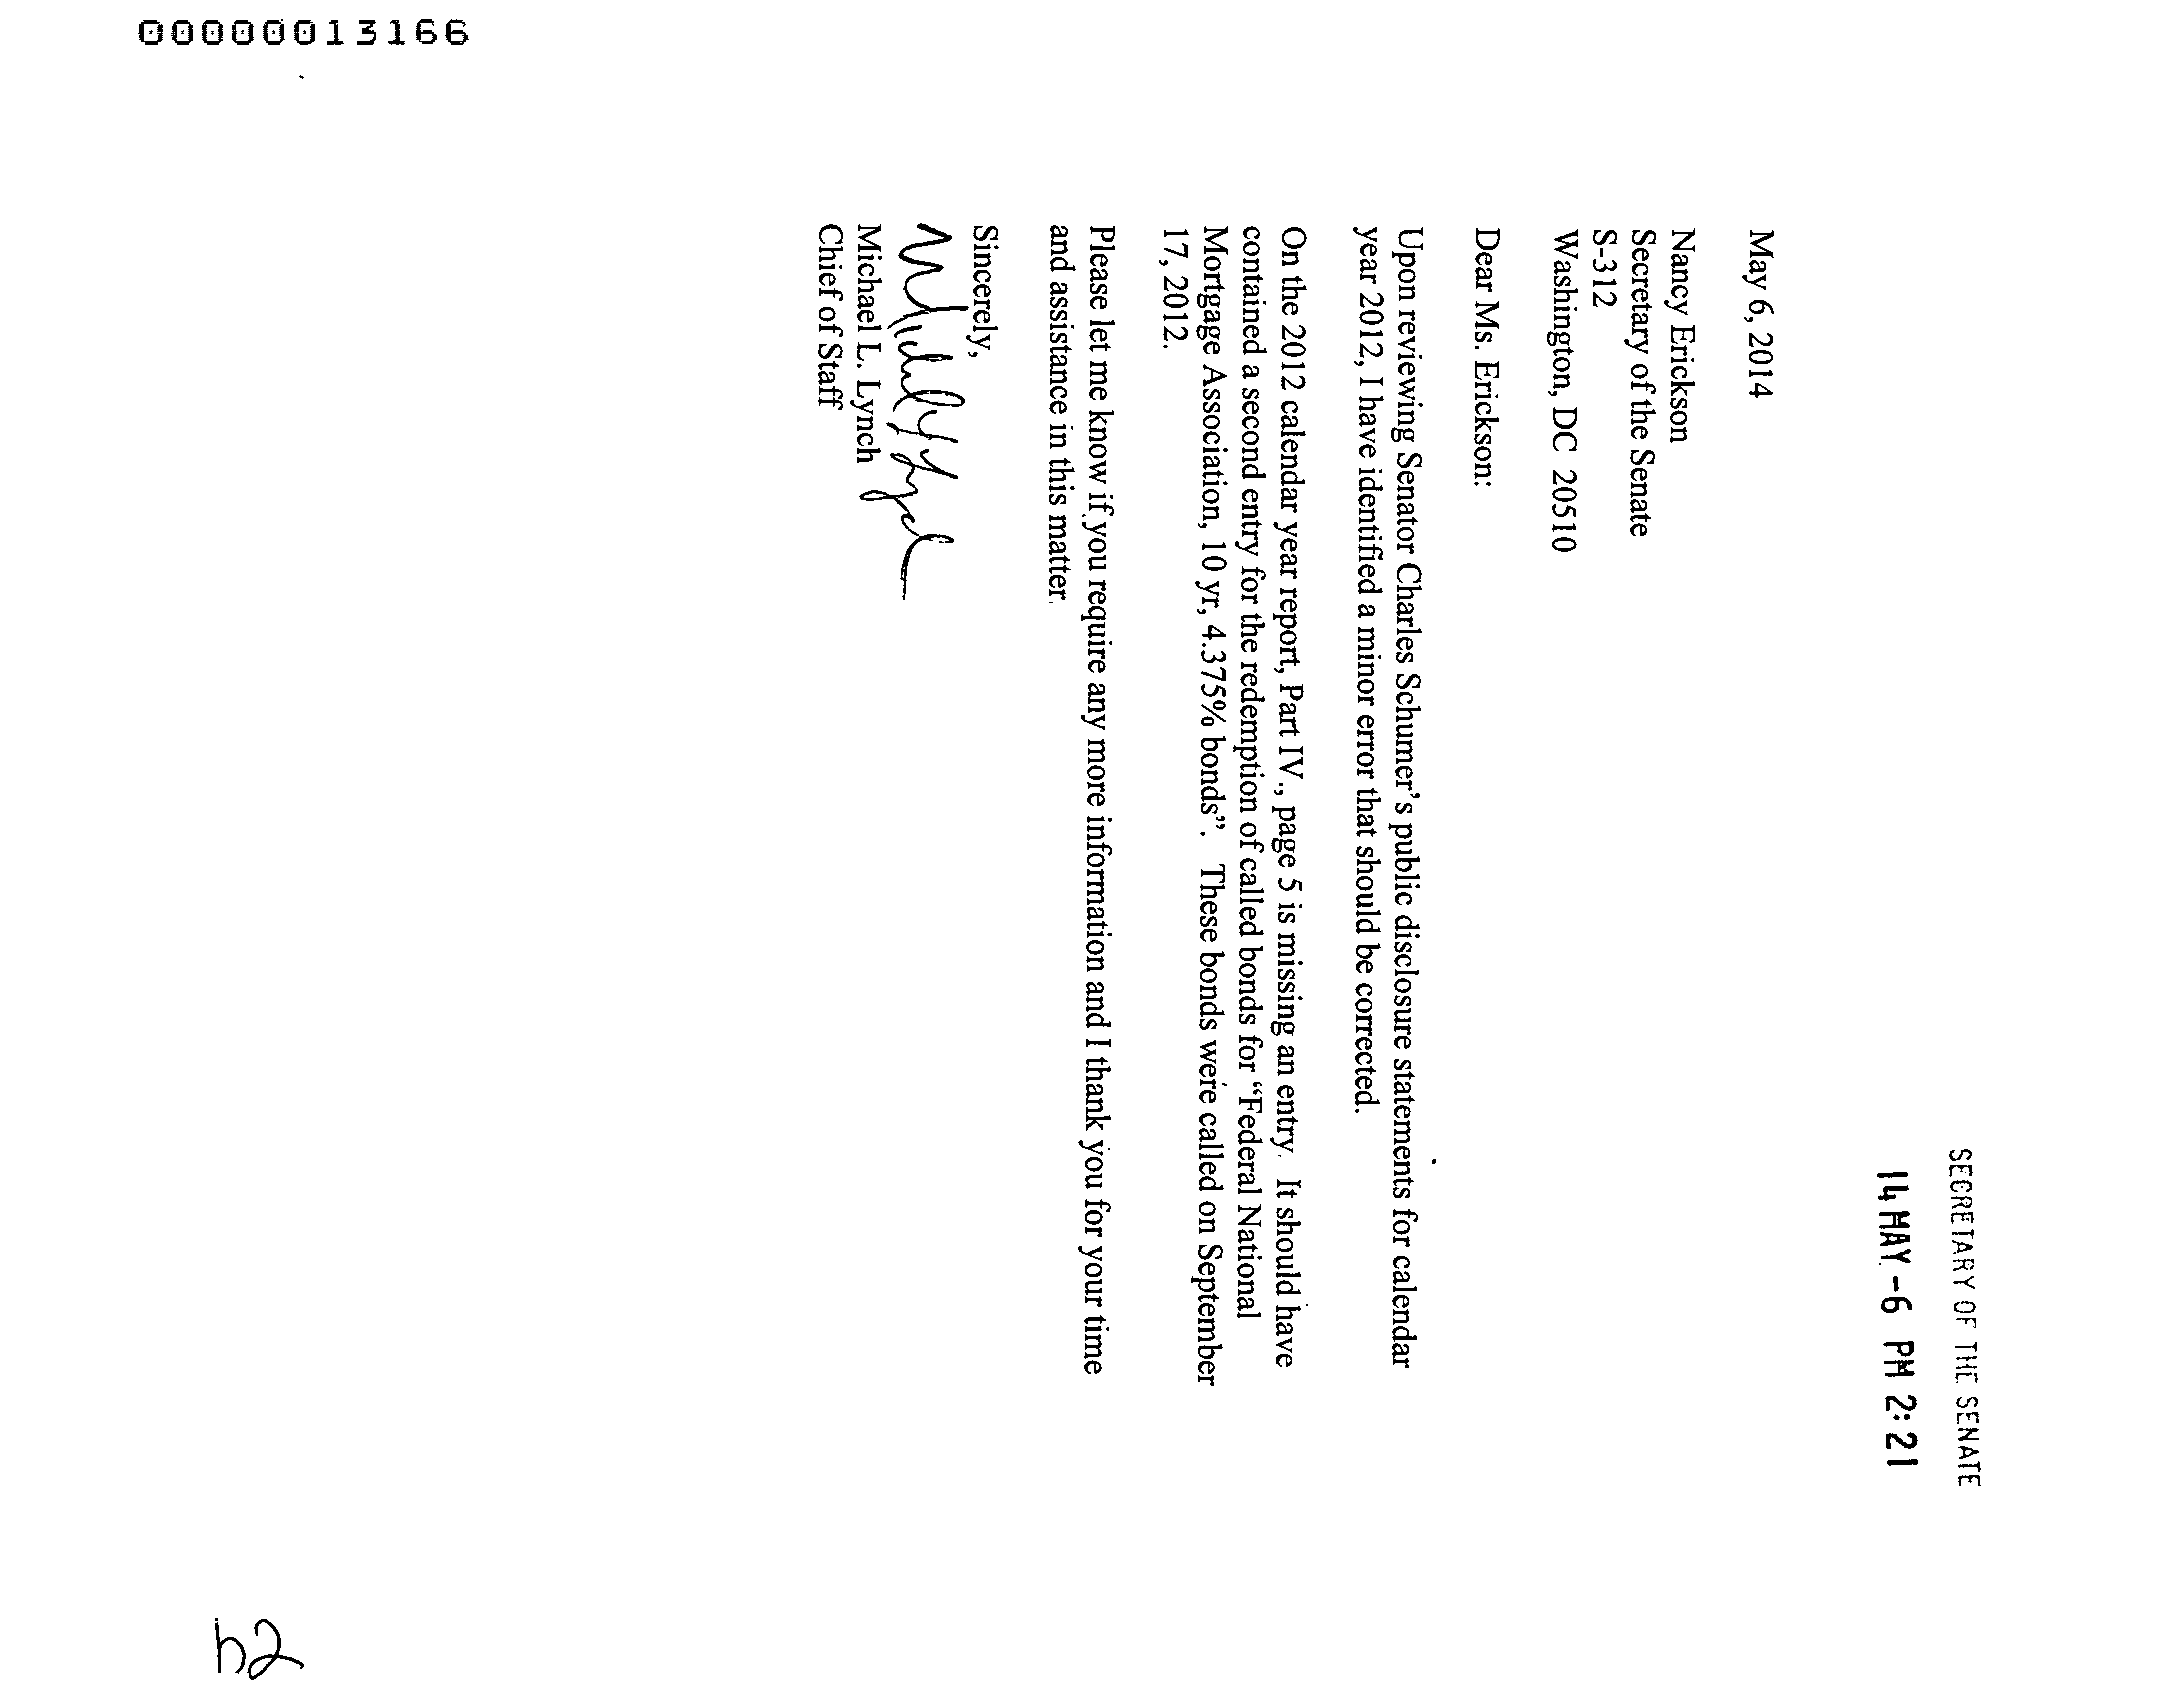 00000013166
SECRETARY OF THE SENATE
14 MAY -6 PM 2:21
May 6, 2014
Nancy Erickson
Secretary of the Senate
S-312
Washington, DC 20510
Dear Ms. Erickson:
Upon reviewing Senator Charles Schumer's public disclosure statements for calendar
year 2012, I have identified a minor error that should be corrected.
On the 2012 calendar year report, Part IV., page 5 is missing an entry. It should have
contained a second entry for the redemption of called bonds for “Federal National
Mortgage Association, 10 yr, 4.375% bonds”. These bonds were called on September
17, 2012.
Please let me know if you require any more information and I thank you for your time
and assistance in this matter.
Sincerely,
Michael L. Lynch
Chief of Staff